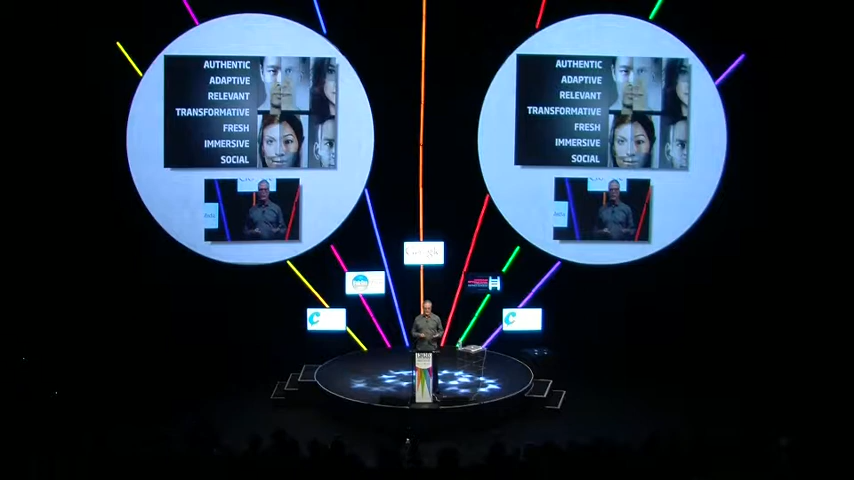 AUTHENTIC
ADAPTIVE
RELEVANT
TRANSFORMATIVE
FRESH
IMMERSIVE
SOCIAL
AUTHENTIC
ADAPTIVE
RELEVANT
TRANSFORMATIVE
FRESH
IMMERSIVE
SOCIAL